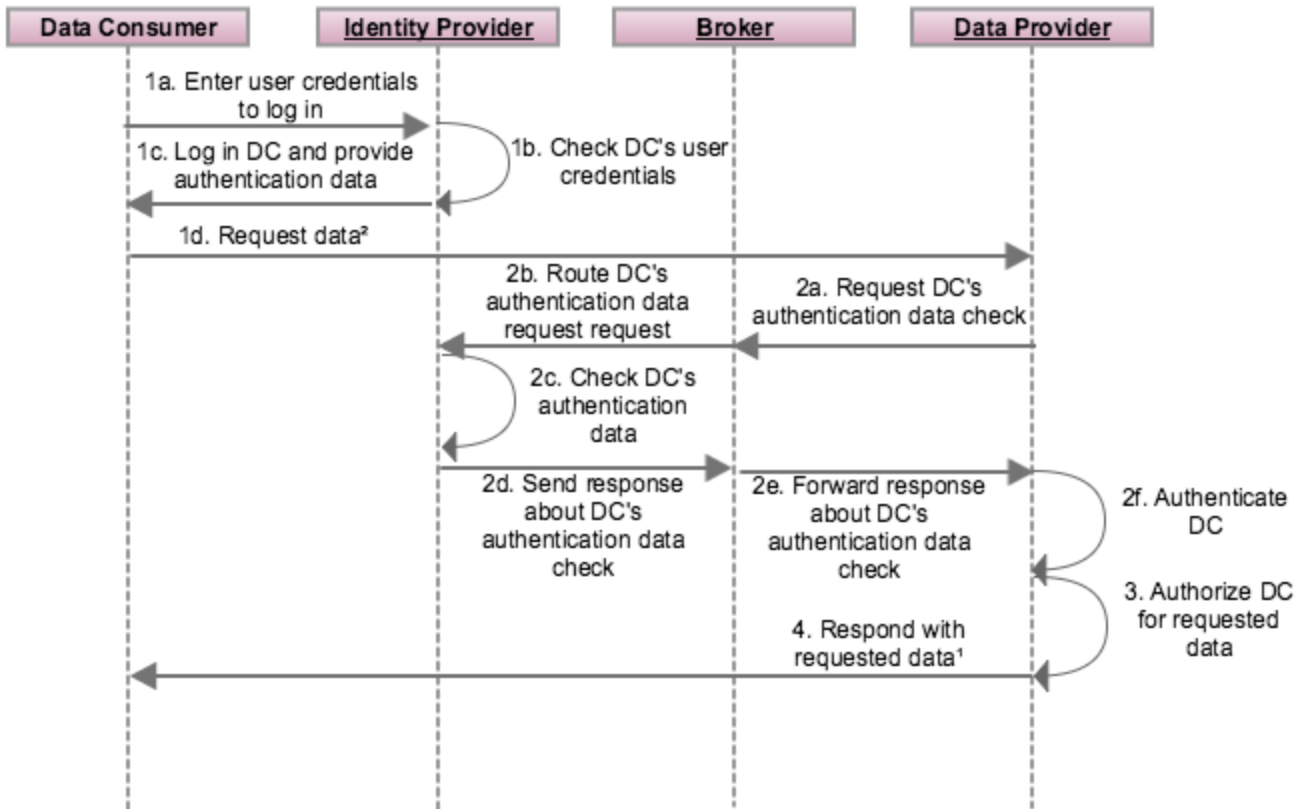 Data Consumer
Identity Provider
Broker
Data Provider
1a. Enter user credentials
to log in
1b. Check DC's user
credentials
1c. Log in DC and provide
authentication data
1d. Request data²
2a. Request DC's
authentication data check
2b. Route DC's
authentication data
request request
2c. Check DC's
authentication
data
2d. Send response
about DC's
authentication data
check
2e. Forward response
about DC's
authentication data
check
2f. Authenticate
DC
3. Authorize DC
for requested
data
4. Respond with
requested data¹